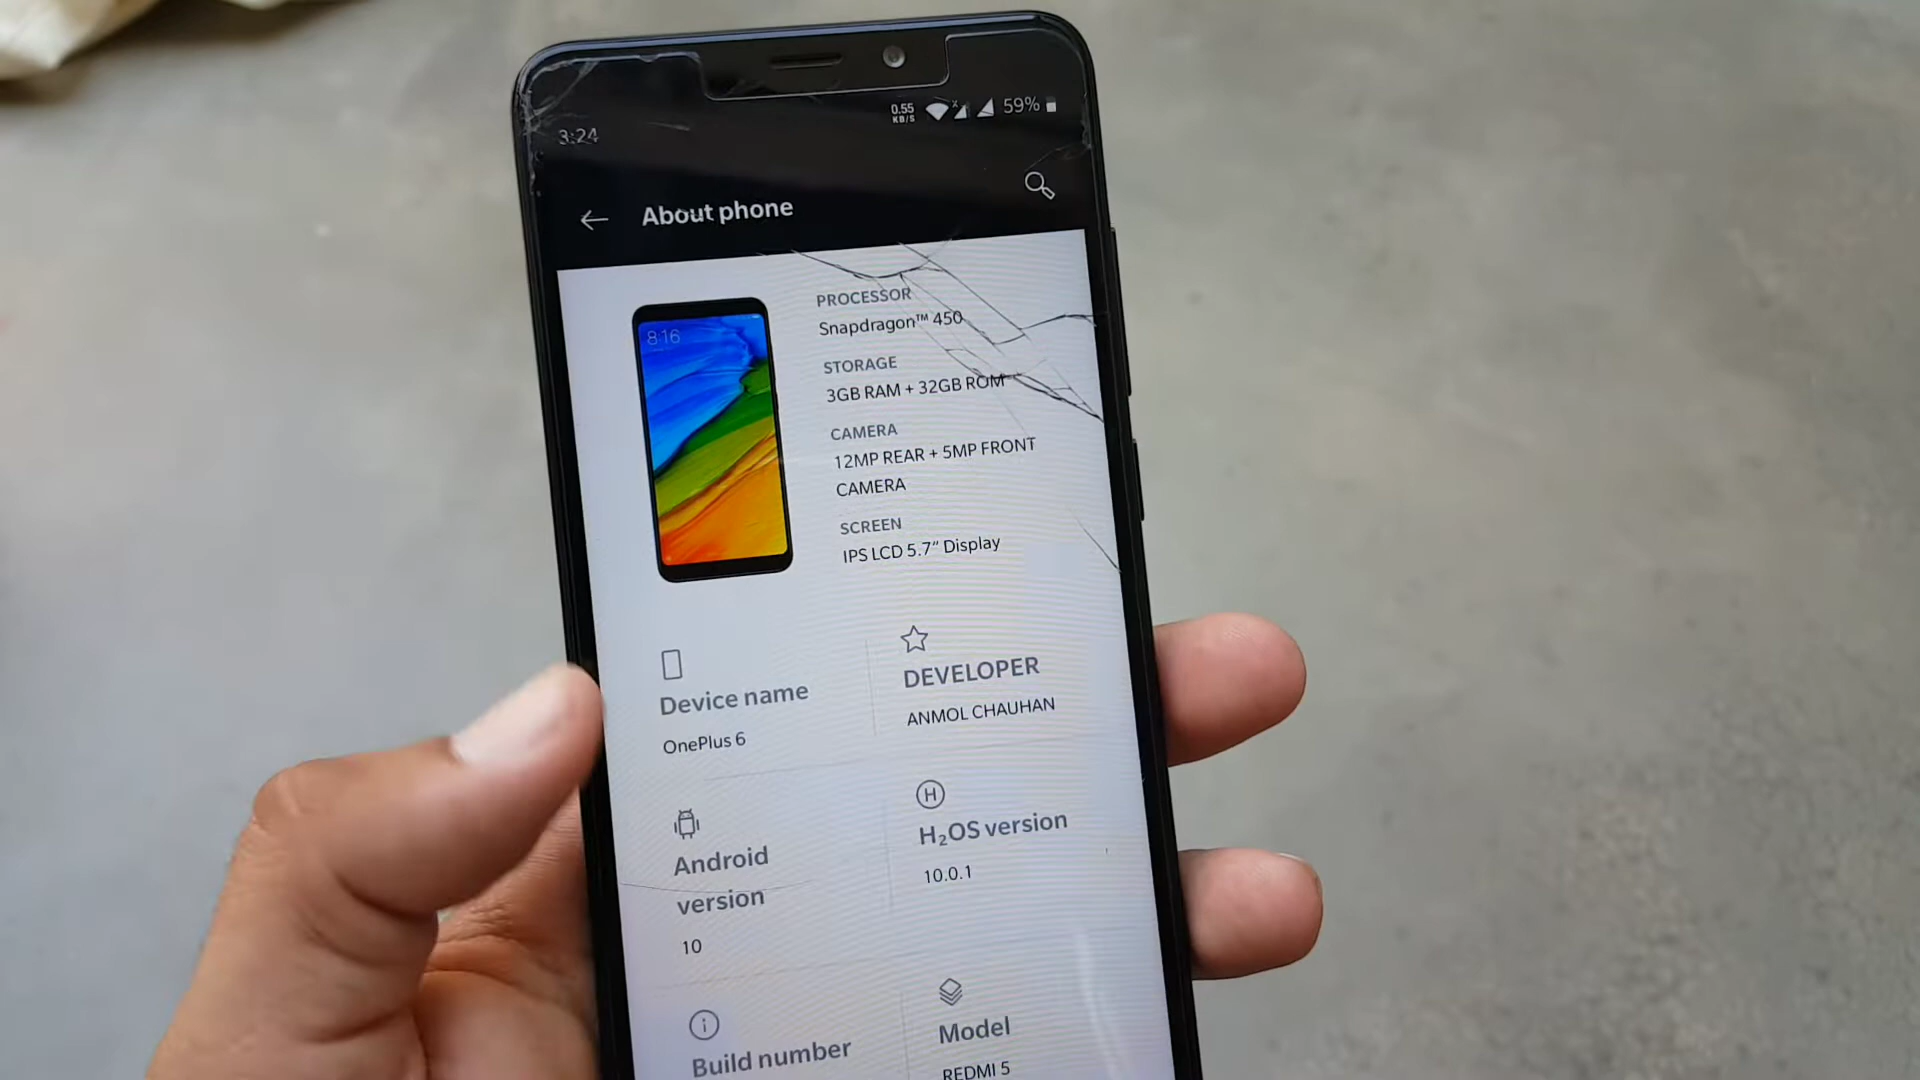 3:24
0.55
KB/S
59%
About phone
8:16
PROCESSOR
Snapdragon™ 450
STORAGE
3GB RAM + 32GB ROM
CAMERA
12MP REAR + 5MP FRONT
CAMERA
SCREEN
IPS LCD 5.7" Display
Device name
OnePlus 6
DEVELOPER
ANMOL CHAUHAN
Android
version
10
H₂OS version
10.0.1
Build number
Model
REDMI 5